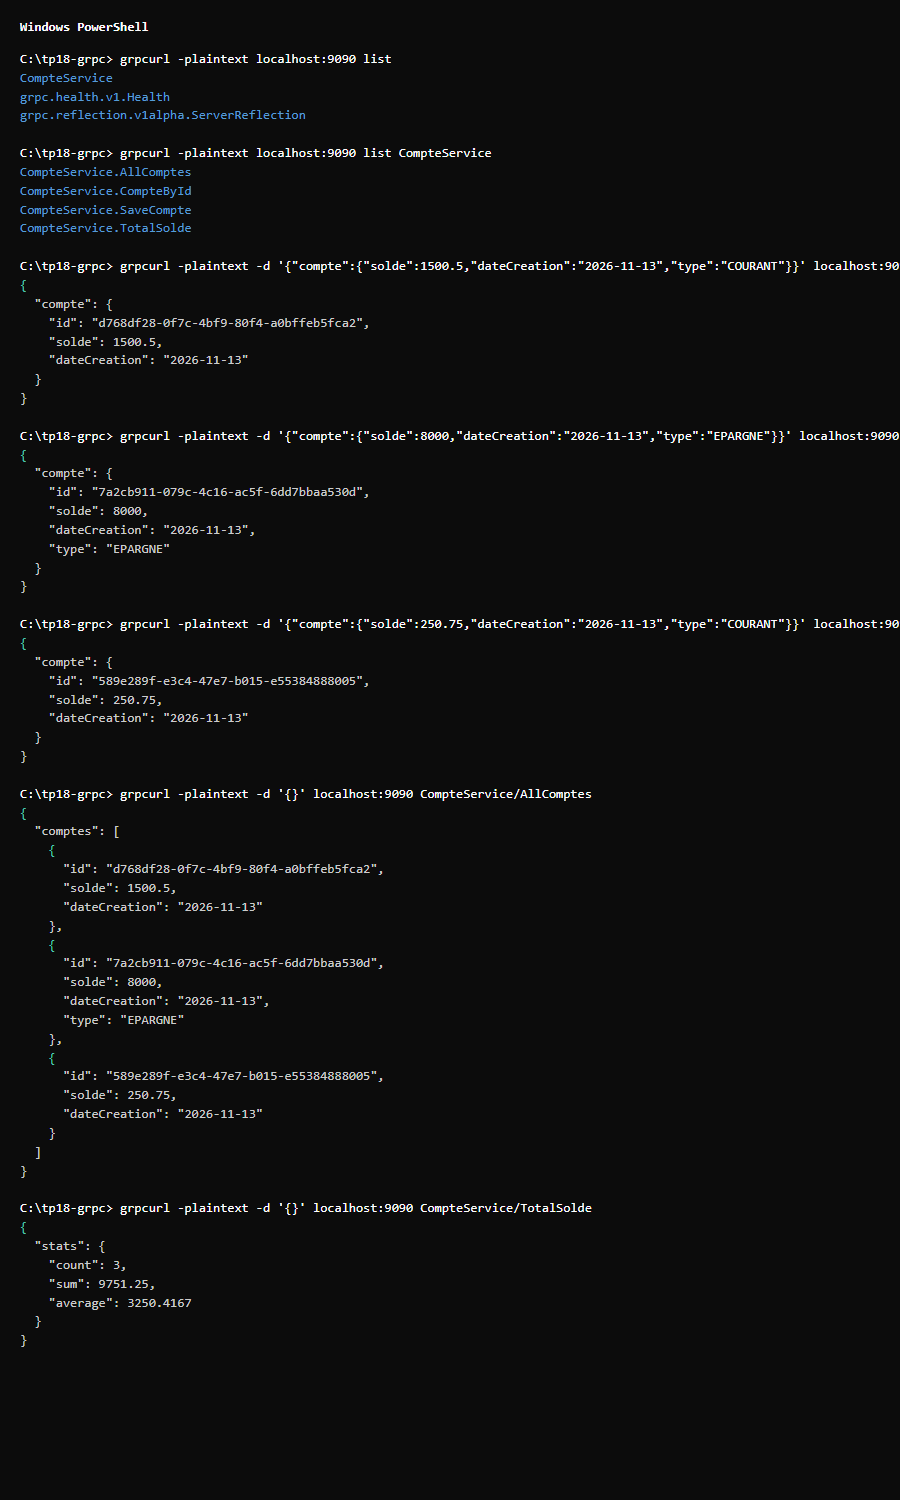 Windows PowerShell
C:\tp18-grpc> grpcurl -plaintext localhost:9090 list
CompteService
grpc.health.v1.Health
grpc.reflection.v1alpha.ServerReflection
C:\tp18-grpc> grpcurl -plaintext localhost:9090 list CompteService
CompteService.AllComptes
CompteService.CompteById
CompteService.SaveCompte
CompteService.TotalSolde
C:\tp18-grpc> grpcurl -plaintext -d '{"compte":{"solde":1500.5,"dateCreation":"2026-11-13","type":"COURANT"}}' localhost:90
{
  "compte": {
    "id": "d768df28-0f7c-4bf9-80f4-a0bffeb5fca2",
    "solde": 1500.5,
    "dateCreation": "2026-11-13"
  }
}
C:\tp18-grpc> grpcurl -plaintext -d '{"compte":{"solde":8000,"dateCreation":"2026-11-13","type":"EPARGNE"}}' localhost:9090
{
  "compte": {
    "id": "7a2cb911-079c-4c16-ac5f-6dd7bbaa530d",
    "solde": 8000,
    "dateCreation": "2026-11-13",
    "type": "EPARGNE"
  }
}
C:\tp18-grpc> grpcurl -plaintext -d '{"compte":{"solde":250.75,"dateCreation":"2026-11-13","type":"COURANT"}}' localhost:90
{
  "compte": {
    "id": "589e289f-e3c4-47e7-b015-e55384888005",
    "solde": 250.75,
    "dateCreation": "2026-11-13"
  }
}
C:\tp18-grpc> grpcurl -plaintext -d '{}' localhost:9090 CompteService/AllComptes
{
  "comptes": [
    {
      "id": "d768df28-0f7c-4bf9-80f4-a0bffeb5fca2",
      "solde": 1500.5,
      "dateCreation": "2026-11-13"
    },
    {
      "id": "7a2cb911-079c-4c16-ac5f-6dd7bbaa530d",
      "solde": 8000,
      "dateCreation": "2026-11-13",
      "type": "EPARGNE"
    },
    {
      "id": "589e289f-e3c4-47e7-b015-e55384888005",
      "solde": 250.75,
      "dateCreation": "2026-11-13"
    }
  ]
}
C:\tp18-grpc> grpcurl -plaintext -d '{}' localhost:9090 CompteService/TotalSolde
{
  "stats": {
    "count": 3,
    "sum": 9751.25,
    "average": 3250.4167
  }
}